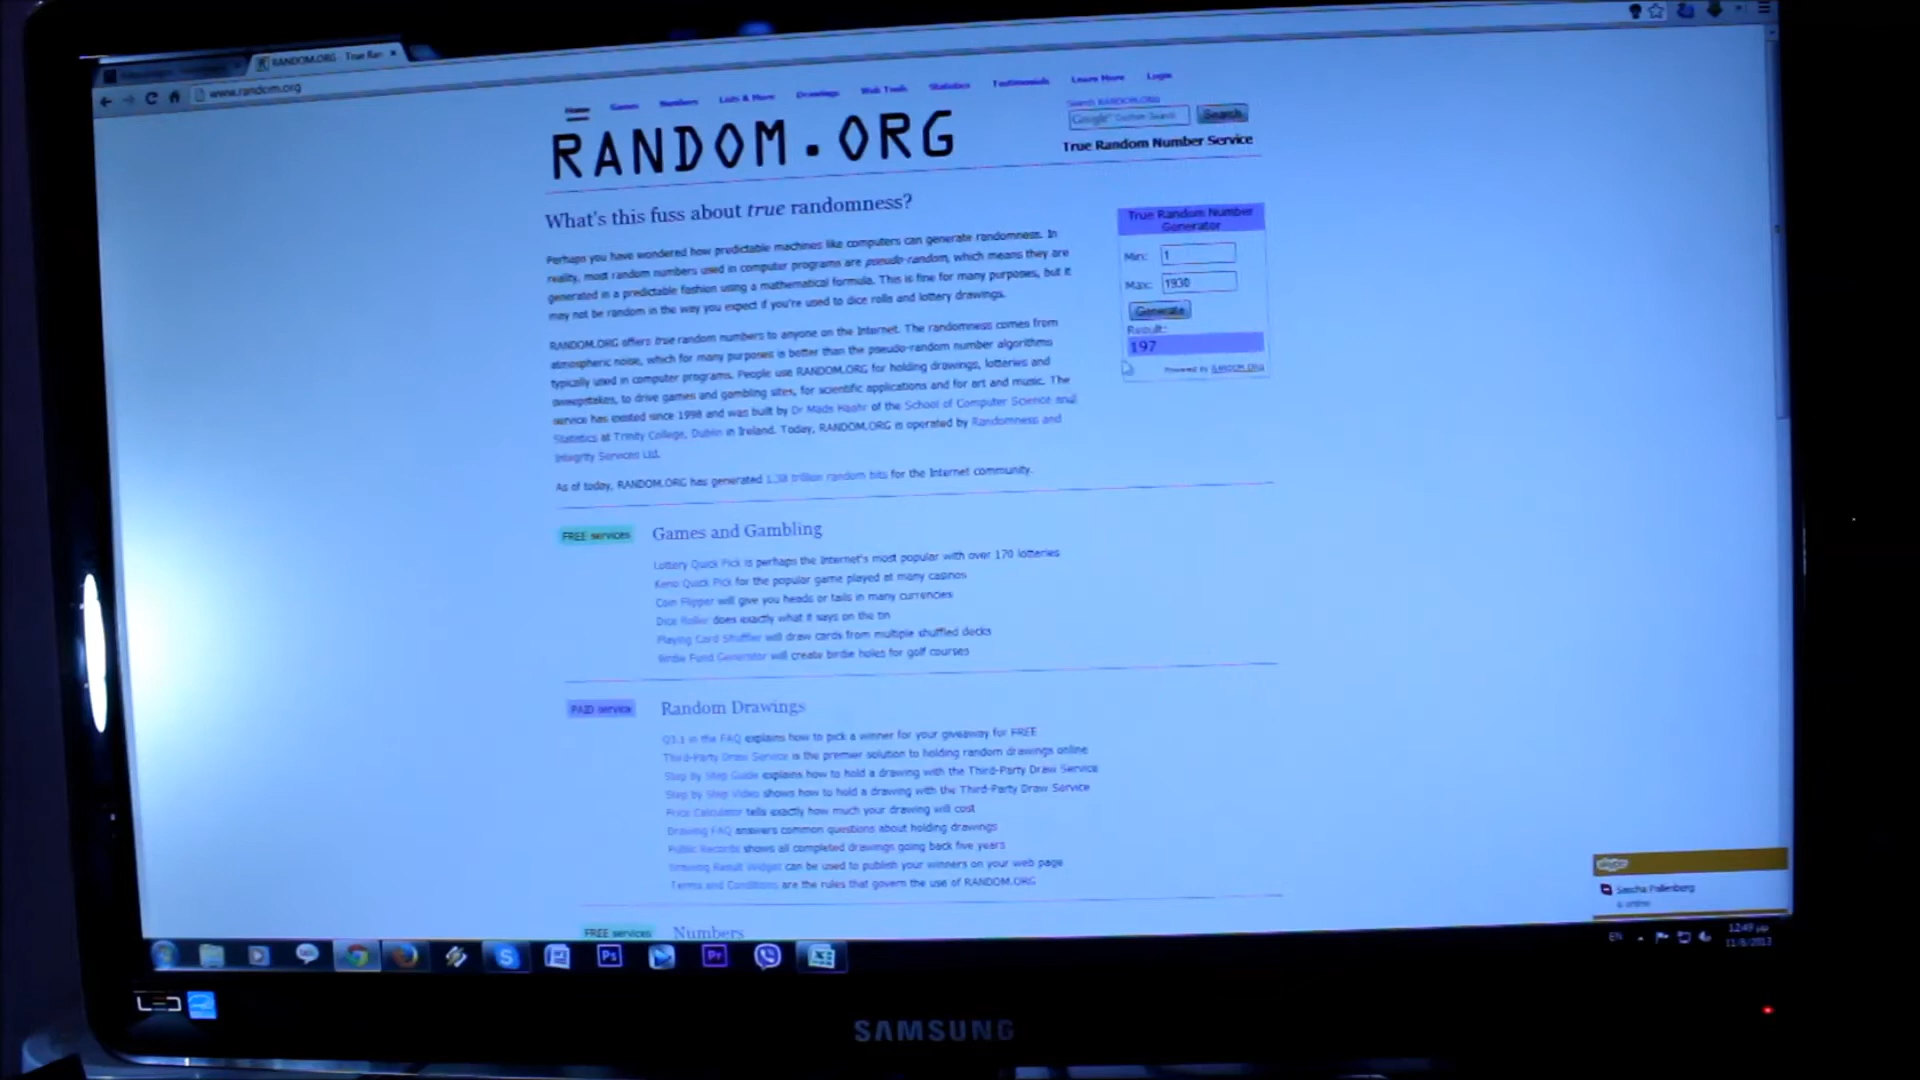 RANDOM.ORG - True Ran
www.random.org
Home Games Numbers Lists & More Drawings Web Tools Statistics Testimonials Learn More Login
RANDOM.ORG
Search RANDOM.ORG
Google Custom Search Search
True Random Number Service
What's this fuss about true randomness?
Perhaps you have wondered how predictable machines like computers can generate randomness. In
reality, most random numbers used in computer programs are pseudo-random, which means they are
generated in a predictable fashion using a mathematical formula. This is fine for many purposes, but it
may not be random in the way you expect if you're used to dice rolls and lottery drawings.
RANDOM.ORG offers true random numbers to anyone on the Internet. The randomness comes from
atmospheric noise, which for many purposes is better than the pseudo-random number algorithms
typically used in computer programs. People use RANDOM.ORG for holding drawings, lotteries and
sweepstakes, to drive games and gambling sites, for scientific applications and for art and music. The
service has existed since 1998 and was built by Dr Mads Haahr of the School of Computer Science and
Statistics at Trinity College, Dublin in Ireland. Today, RANDOM.ORG is operated by Randomness and
Integrity Services Ltd.
As of today, RANDOM.ORG has generated 1.38 trillion random bits for the Internet community.
True Random Number
Generator
Min: 1
Max: 1930
Generate
Result:
197
Powered by RANDOM.ORG
FREE services
Games and Gambling
Lottery Quick Pick is perhaps the Internet's most popular with over 170 lotteries
Keno Quick Pick for the popular game played at many casinos
Coin Flipper will give you heads or tails in many currencies
Dice Roller does exactly what it says on the tin
Playing Card Shuffler will draw cards from multiple shuffled decks
Birdie Fund Generator will create birdie holes for golf courses
PAID service
Random Drawings
Q3.1 in the FAQ explains how to pick a winner for your giveaway for FREE
Third-Party Draw Service is the premier solution to holding random drawings online
Step by Step Guide explains how to hold a drawing with the Third-Party Draw Service
Step by Step Video shows how to hold a drawing with the Third-Party Draw Service
Price Calculator tells exactly how much your drawing will cost
Drawing FAQ answers common questions about holding drawings
Public Records shows all completed drawings going back five years
Drawing Result Widget can be used to publish your winners on your web page
Terms and Conditions are the rules that govern the use of RANDOM.ORG
FREE services
Numbers
skype
Sascha Pallenberg
is online
Ps
Pr
EN
12:49 μμ
11/8/2013
LED
SAMSUNG